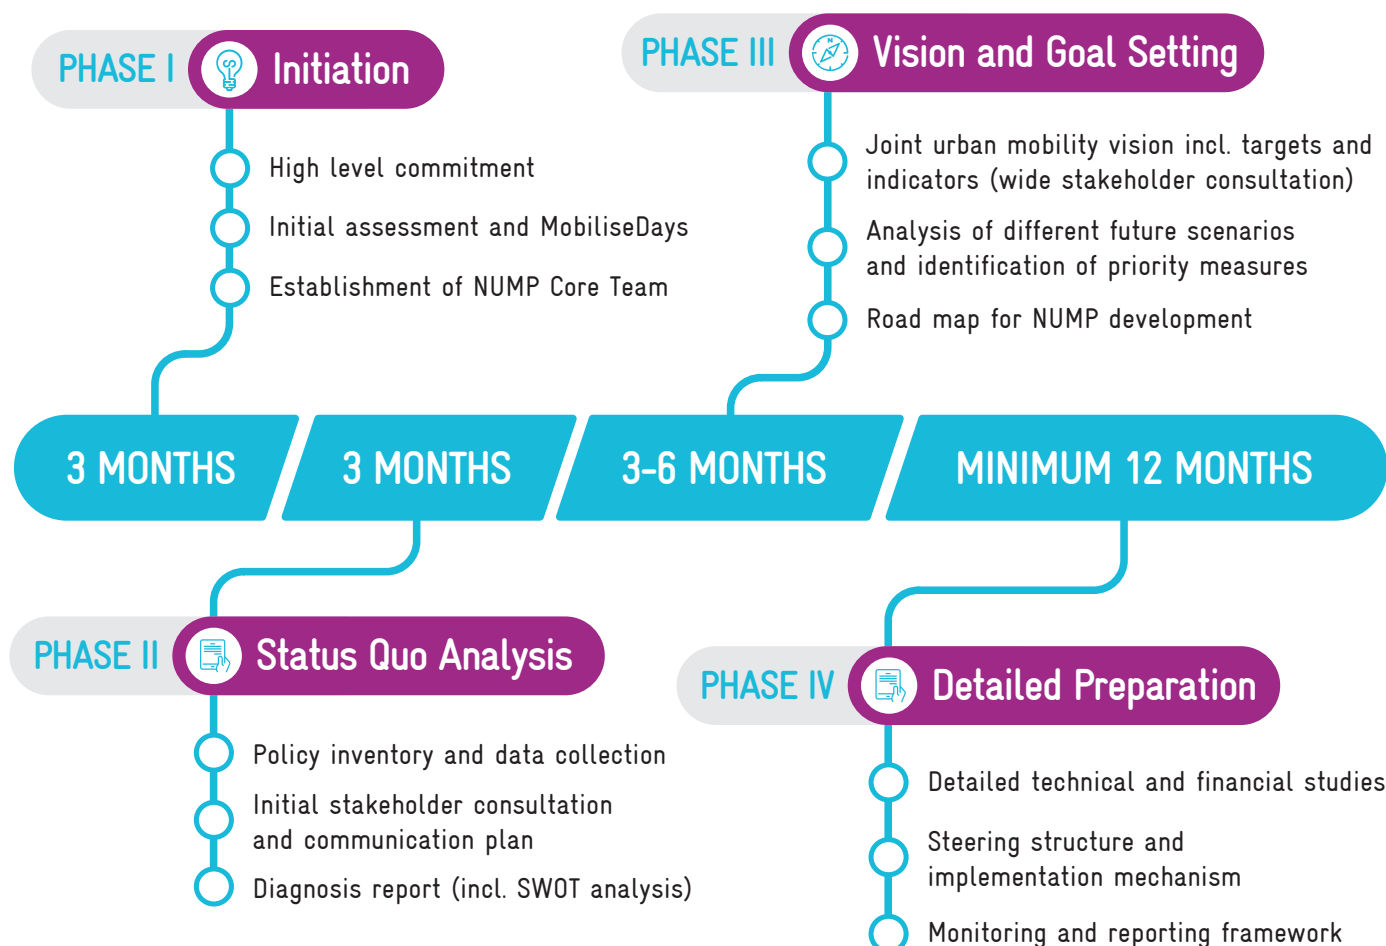 PHASE I
Initiation
High level commitment
Initial assessment and MobiliseDays
Establishment of NUMP Core Team
PHASE III
N
Vision and Goal Setting
Joint urban mobility vision incl. targets and
indicators (wide stakeholder consultation)
Analysis of different future scenarios
and identification of priority measures
Road map for NUMP development
3 MONTHS
3 MONTHS
3-6 MONTHS
MINIMUM 12 MONTHS
PHASE II
Status Quo Analysis
Policy inventory and data collection
Initial stakeholder consultation
and communication plan
Diagnosis report (incl. SWOT analysis)
PHASE IV
Detailed Preparation
Detailed technical and financial studies
Steering structure and
implementation mechanism
Monitoring and reporting framework